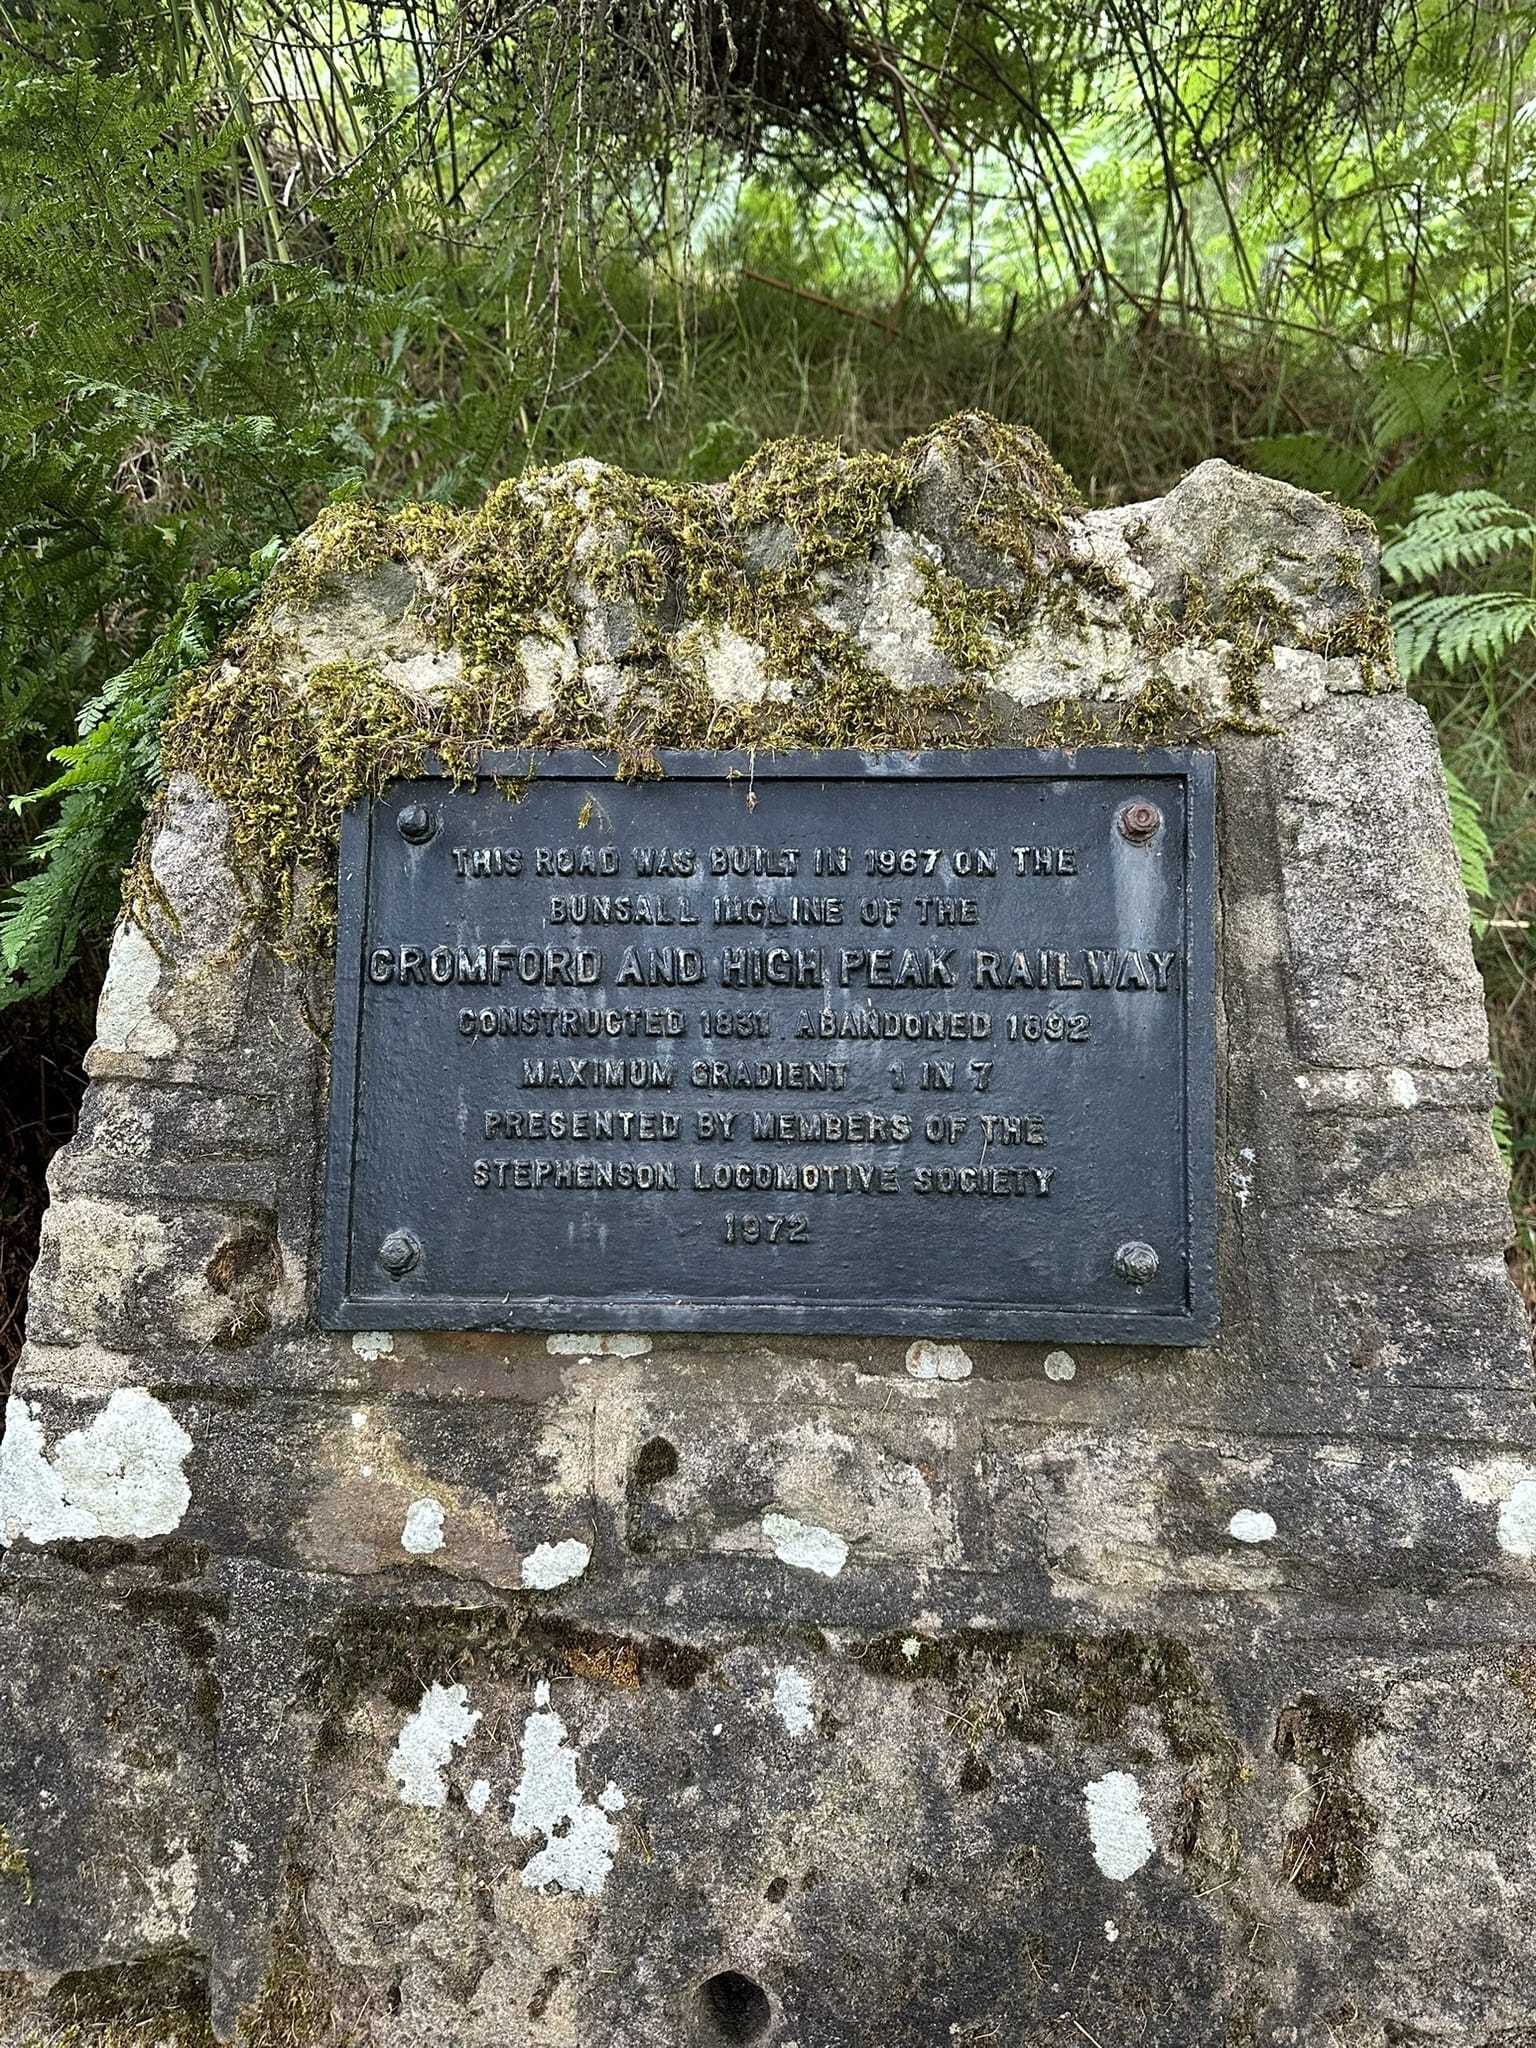 THIS ROAD WAS BUILT IN 1967 ON THE
BUNSALL INCLINE OF THE
CROMFORD AND HIGH PEAK RAILWAY
CONSTRUCTED 1831 ABANDONED 1892
MAXIMUM GRADIENT 1 IN 7
PRESENTED BY MEMBERS OF THE
STEPHENSON LOCOMOTIVE SOCIETY
1972